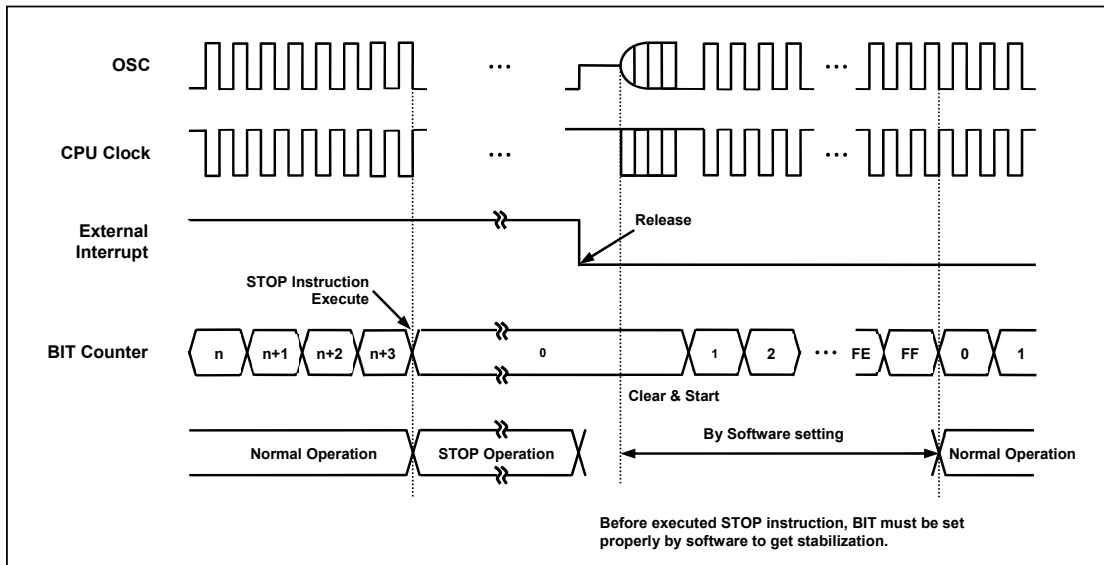 OSC
...
...
CPU Clock
...
...
External
Interrupt
Release
STOP Instruction
Execute
BIT Counter
n
n+1
n+2
n+3
0
1
2
...
FE
FF
0
1
Clear & Start
By Software setting
Normal Operation
STOP Operation
Normal Operation
Before executed STOP instruction, BIT must be set
properly by software to get stabilization.